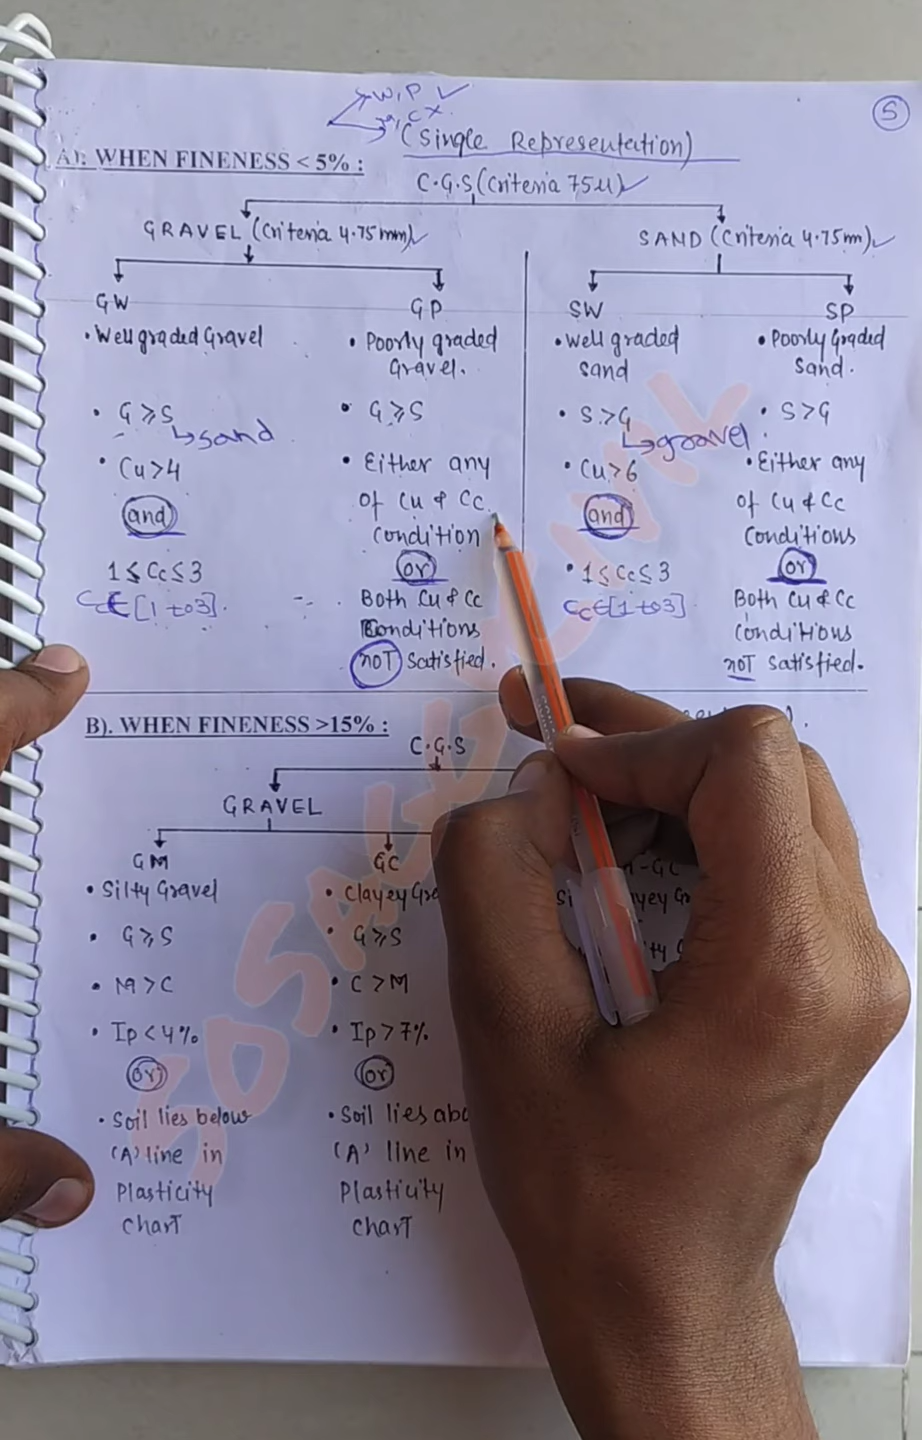 W, P ✓
M, C X.
5
(Single Representation)
A). WHEN FINENESS < 5% :
C.G.S (Criteria 75μ) ✓
GRAVEL (Criteria 4.75mm) ✓
SAND (Criteria 4.75mm) ✓
GW
• Well graded Gravel
• G ≥ S
↳ sand
• Cu > 4
and
1 ≤ Cc ≤ 3
Cc ∈ [1 to 3].
GP
• Poorly graded
Gravel.
• G ≥ S
• Either any
of Cu & Cc
Condition
or
Both Cu & Cc
Conditions
noT Satisfied.
SW
• Well graded
Sand
• S > G
↳ gravel.
• Cu > 6
and
• 1 ≤ Cc ≤ 3
Cc ∈ [1 to 3]
SP
• Poorly Graded
Sand.
• S > G
• Either any
of Cu & Cc
Conditions
or
Both Cu & Cc
Conditions
noT Satisfied.
B). WHEN FINENESS >15% :
C.G.S
GRAVEL
GM
• Silty Gravel
• G ≥ S
• M > C
• Ip < 4%
or
• Soil lies below
(A) line in
Plasticity
Chart
GC
• Clayey
• G ≥ S
• C > M
• Ip > 7%
or
• Soil lies
(A) line in
Plasticity
Chart
-GC